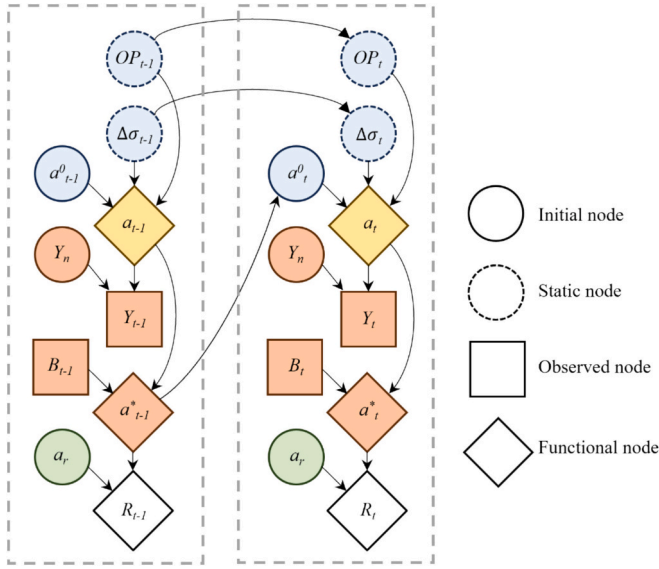 OP_{t-1}
Δσ_{t-1}
a^0_{t-1}
a_{t-1}
Y_n
Y_{t-1}
B_{t-1}
a^*_{t-1}
a_r
R_{t-1}
OP_t
Δσ_t
a^0_t
a_t
Y_n
Y_t
B_t
a^*_t
a_r
R_t
Initial node
Static node
Observed node
Functional node